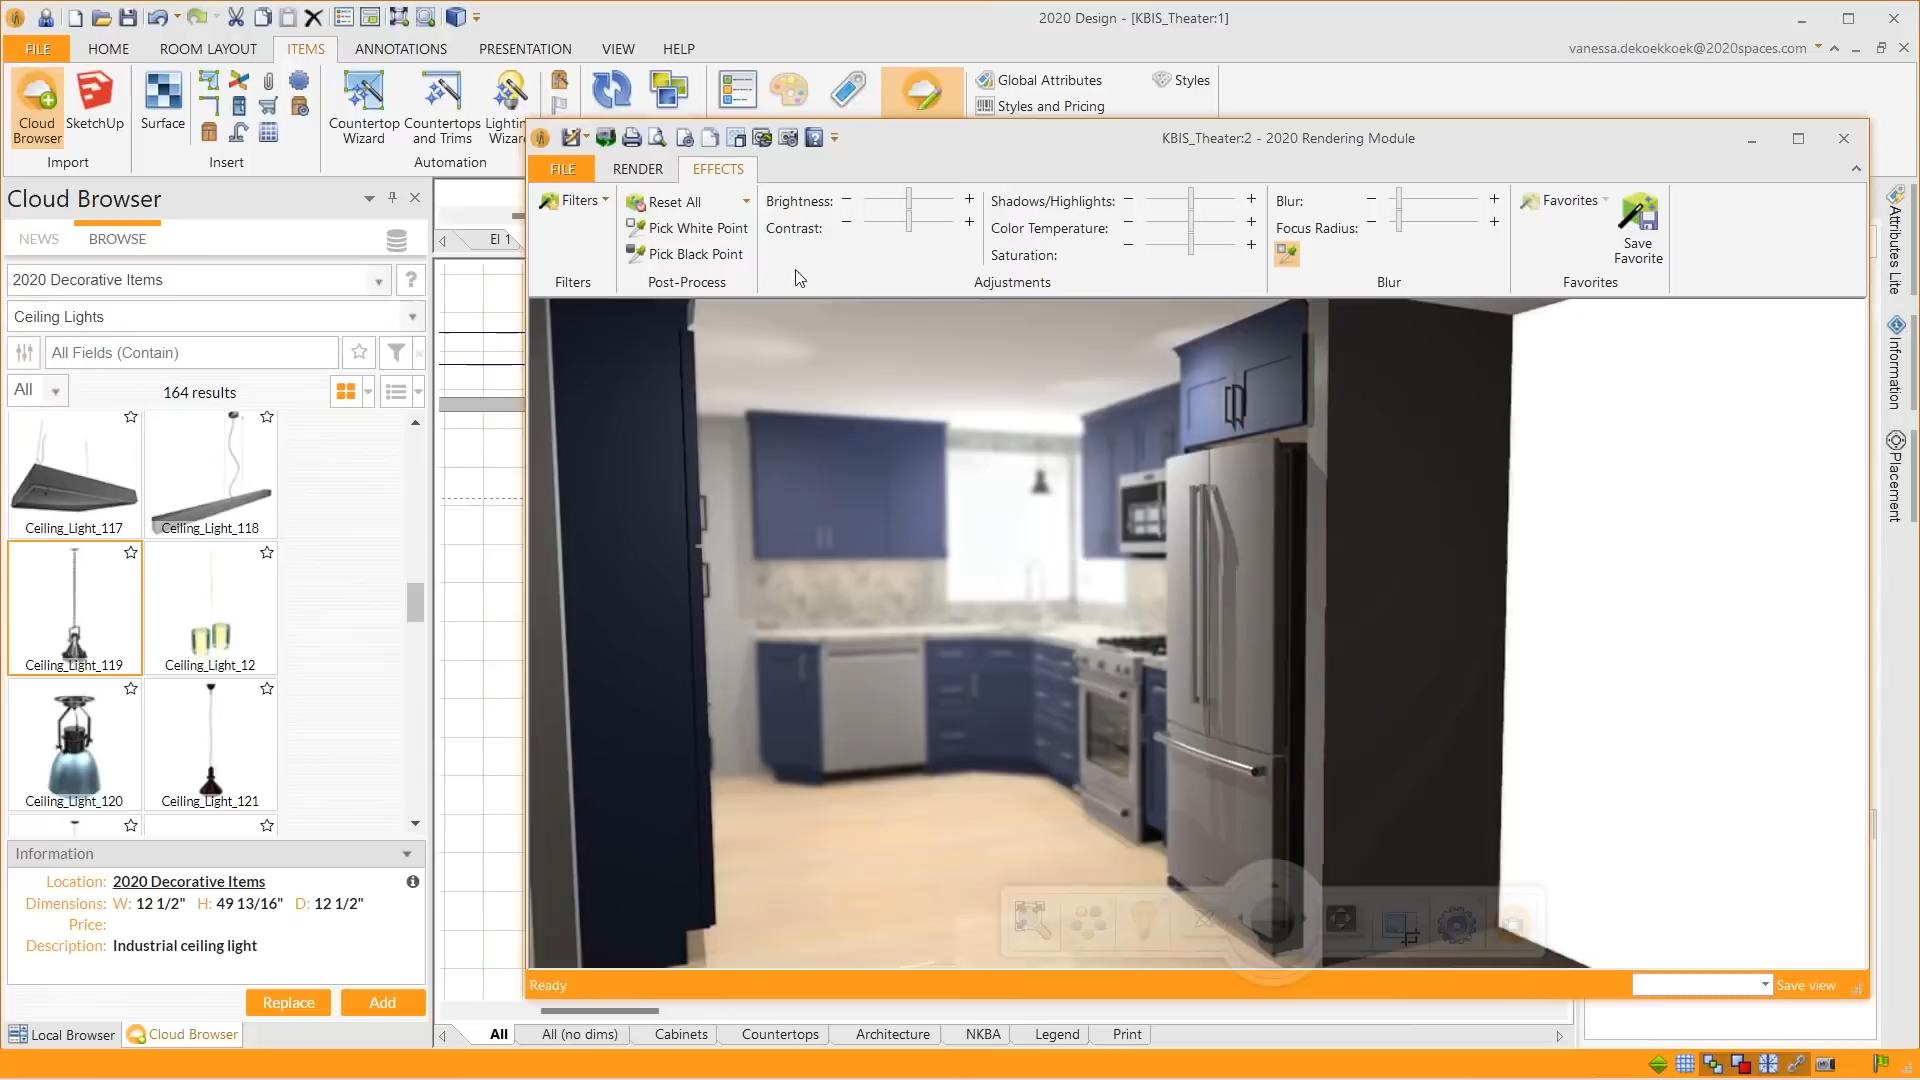 2020 Design - [KBIS_Theater:1]
FILE
HOME
ROOM LAYOUT
ITEMS
ANNOTATIONS
PRESENTATION
VIEW
HELP
vanessa.dekoekkoek@2020spaces.com
Cloud Browser
SketchUp
Import
Surface
Insert
Countertop Wizard
Countertops and Trims
Automation
Global Attributes
Styles and Pricing
Styles
KBIS_Theater:2 - 2020 Rendering Module
FILE
RENDER
EFFECTS
Filters
Filters
Reset All
Pick White Point
Pick Black Point
Post-Process
Brightness:
Contrast:
Shadows/Highlights:
Color Temperature:
Saturation:
Adjustments
Blur:
Focus Radius:
Blur
Favorites
Save Favorite
Favorites
Cloud Browser
NEWS
BROWSE
2020 Decorative Items
?
Ceiling Lights
All Fields (Contain)
All
164 results
Ceiling_Light_117
Ceiling_Light_118
Ceiling_Light_119
Ceiling_Light_12
Ceiling_Light_120
Ceiling_Light_121
Information
Location: 2020 Decorative Items
Dimensions: W: 12 1/2" H: 49 13/16" D: 12 1/2"
Price:
Description: Industrial ceiling light
Replace
Add
Local Browser
Cloud Browser
El 1
Attributes Lite
Information
Placement
Ready
Save view
All
All (no dims)
Cabinets
Countertops
Architecture
NKBA
Legend
Print